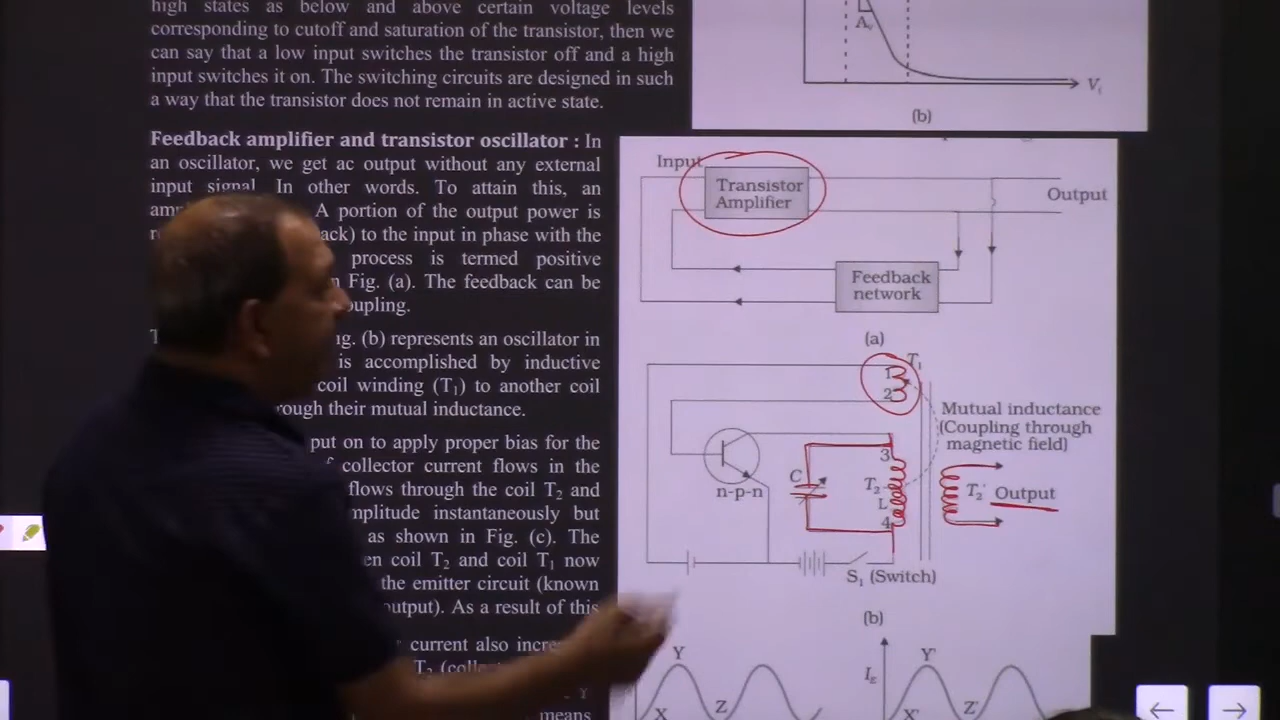 high states as below and above certain voltage levels
corresponding to cutoff and saturation of the transistor, then we
can say that a low input switches the transistor off and a high
input switches it on. The switching circuits are designed in such
a way that the transistor does not remain in active state.
Feedback amplifier and transistor oscillator : In
an oscillator, we get ac output without any external
input signal. In other words. To attain this, an
A portion of the output power is
to the input in phase with the
process is termed positive
Fig. (a). The feedback can be
(b) represents an oscillator in
is accomplished by inductive
coil winding (T₁) to another coil
through their mutual inductance.
put on to apply proper bias for the
collector current flows in the
flows through the coil T₂ and
instantaneously but
as shown in Fig. (c). The
coil T₂ and coil T₁ now
the emitter circuit (known
As a result of this
current also
T₂
means
Vᵢ
(b)
Input
Transistor
Amplifier
Output
Feedback
network
(a)
T₁
1
2
Mutual inductance
(Coupling through
magnetic field)
3
C
T₂
L
4
n-p-n
T₂' Output
S₁ (Switch)
(b)
Y
X
Z
I_E
Y'
X'
Z'